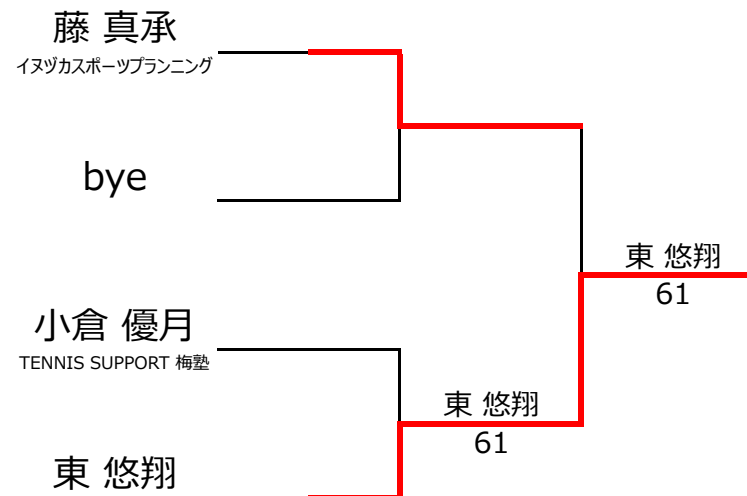 藤 真承
イヌヅカスポーツプランニング
bye
東 悠翔
61
小倉 優月
TENNIS SUPPORT 梅塾
東 悠翔
61
東 悠翔